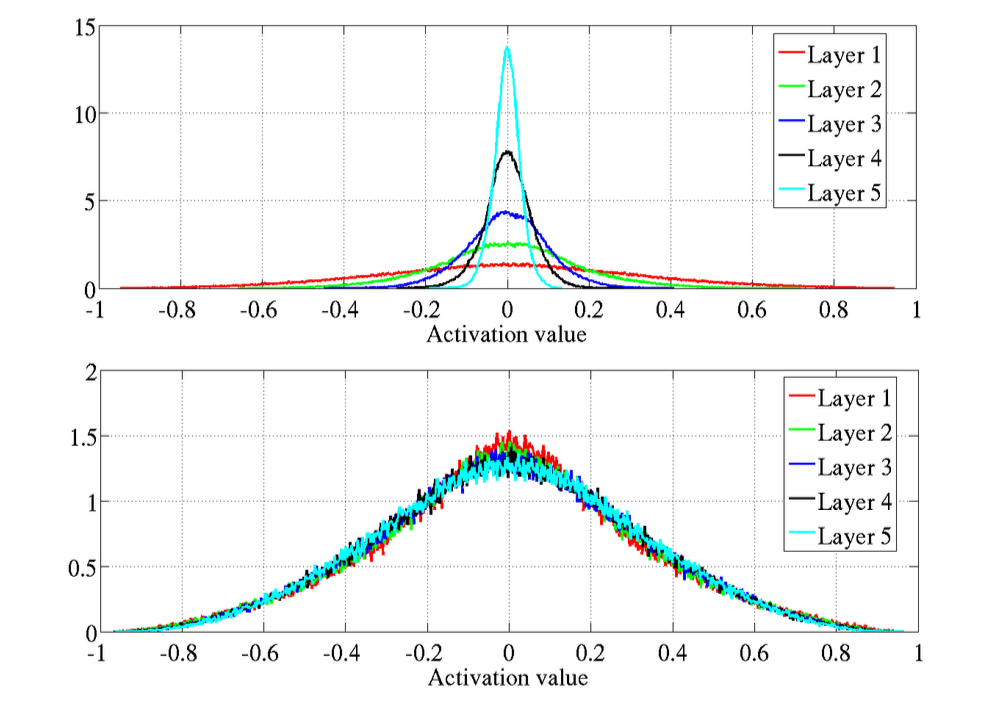 15
10
5
0
-1 -0.8 -0.6 -0.4 -0.2 0 0.2 0.4 0.6 0.8 1
Activation value
Layer 1
Layer 2
Layer 3
Layer 4
Layer 5
2
1.5
1
0.5
0
-1 -0.8 -0.6 -0.4 -0.2 0 0.2 0.4 0.6 0.8 1
Activation value
Layer 1
Layer 2
Layer 3
Layer 4
Layer 5